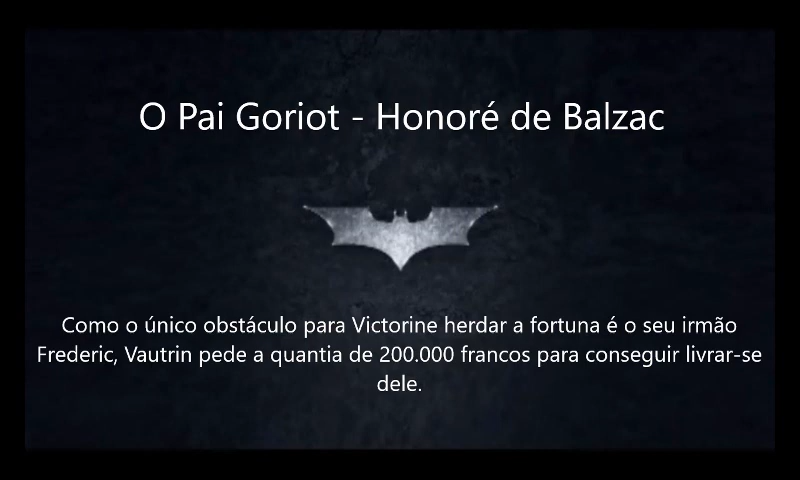 O Pai Goriot - Honoré de Balzac
Como o único obstáculo para Victorine herdar a fortuna é o seu irmão
Frederic, Vautrin pede a quantia de 200.000 francos para conseguir livrar-se
dele.